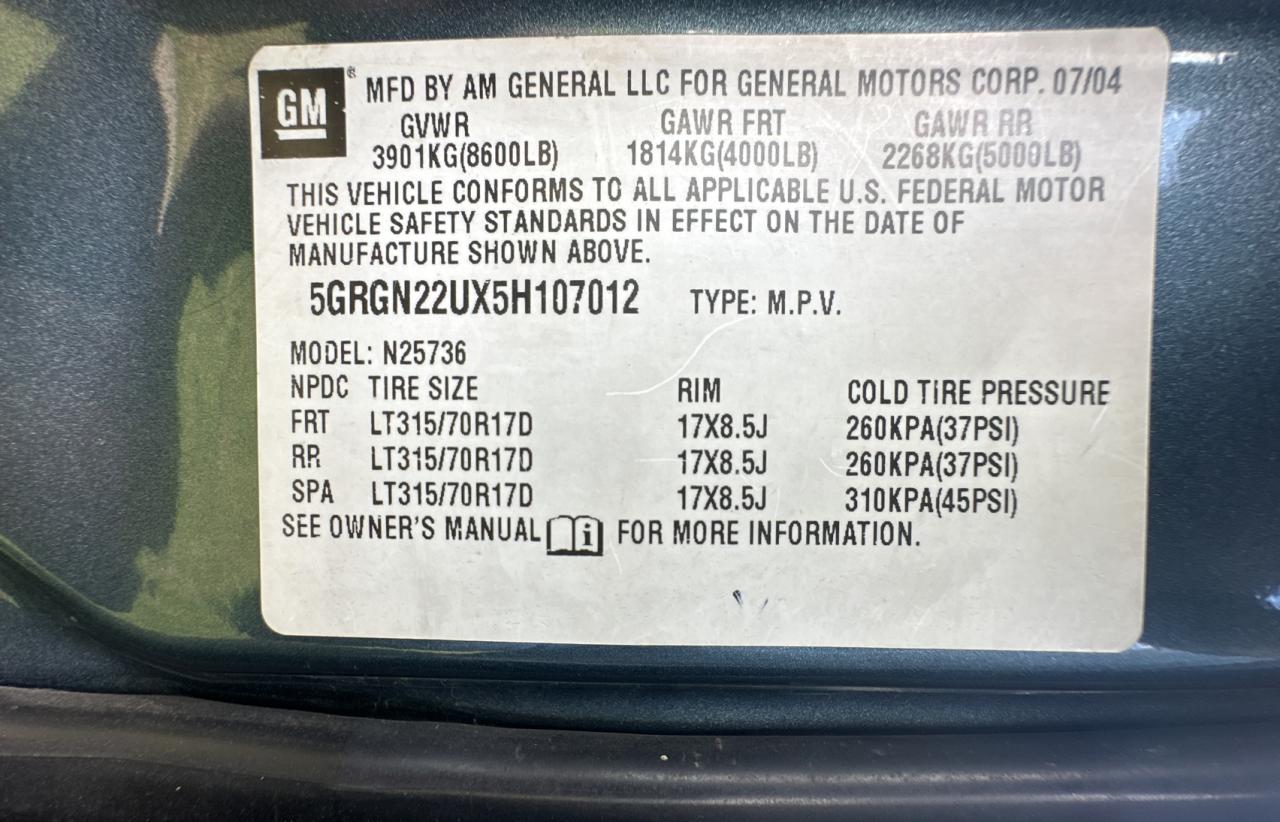 GM® MFD BY AM GENERAL LLC FOR GENERAL MOTORS CORP. 07/04
GVWR GAWR FRT GAWR RR
3901KG(8600LB) 1814KG(4000LB) 2268KG(5000LB)
THIS VEHICLE CONFORMS TO ALL APPLICABLE U.S. FEDERAL MOTOR
VEHICLE SAFETY STANDARDS IN EFFECT ON THE DATE OF
MANUFACTURE SHOWN ABOVE.
5GRGN22UX5H107012 TYPE: M.P.V.
MODEL: N25736
NPDC TIRE SIZE RIM COLD TIRE PRESSURE
FRT LT315/70R17D 17X8.5J 260KPA(37PSI)
RR LT315/70R17D 17X8.5J 260KPA(37PSI)
SPA LT315/70R17D 17X8.5J 310KPA(45PSI)
SEE OWNER'S MANUAL i FOR MORE INFORMATION.